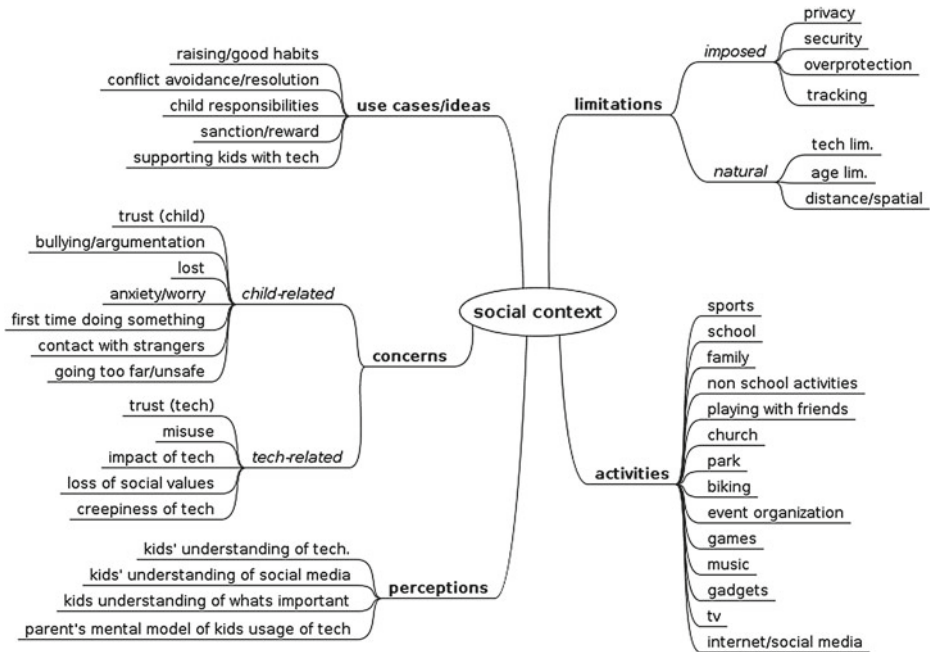 raising/good habits
conflict avoidance/resolution
child responsibilities
sanction/reward
supporting kids with tech
use cases/ideas
trust (child)
bullying/argumentation
lost
anxiety/worry
first time doing something
contact with strangers
going too far/unsafe
child-related
trust (tech)
misuse
impact of tech
loss of social values
creepiness of tech
tech-related
concerns
kids' understanding of tech.
kids' understanding of social media
kids understanding of whats important
parent's mental model of kids usage of tech
perceptions
social context
limitations
imposed
privacy
security
overprotection
tracking
natural
tech lim.
age lim.
distance/spatial
activities
sports
school
family
non school activities
playing with friends
church
park
biking
event organization
games
music
gadgets
tv
internet/social media